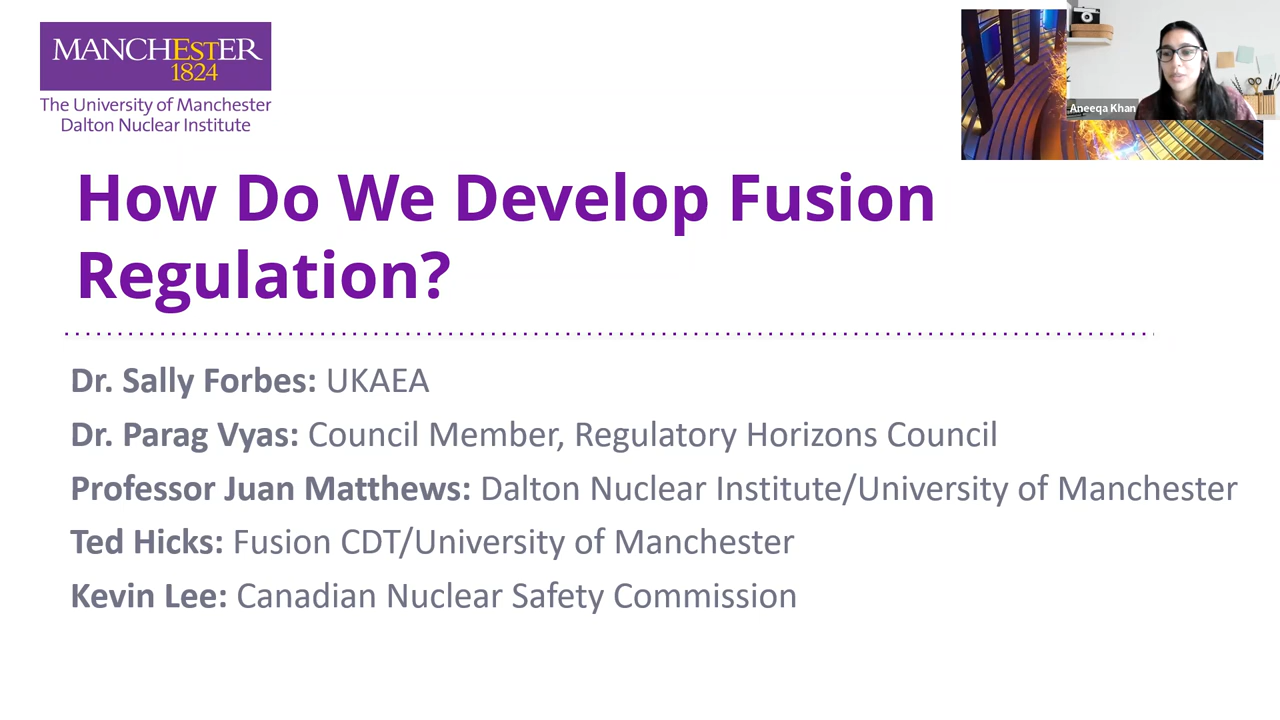 MANCHESTER
1824
The University of Manchester
Dalton Nuclear Institute
Aneeqa Khan
How Do We Develop Fusion
Regulation?
Dr. Sally Forbes: UKAEA
Dr. Parag Vyas: Council Member, Regulatory Horizons Council
Professor Juan Matthews: Dalton Nuclear Institute/University of Manchester
Ted Hicks: Fusion CDT/University of Manchester
Kevin Lee: Canadian Nuclear Safety Commission